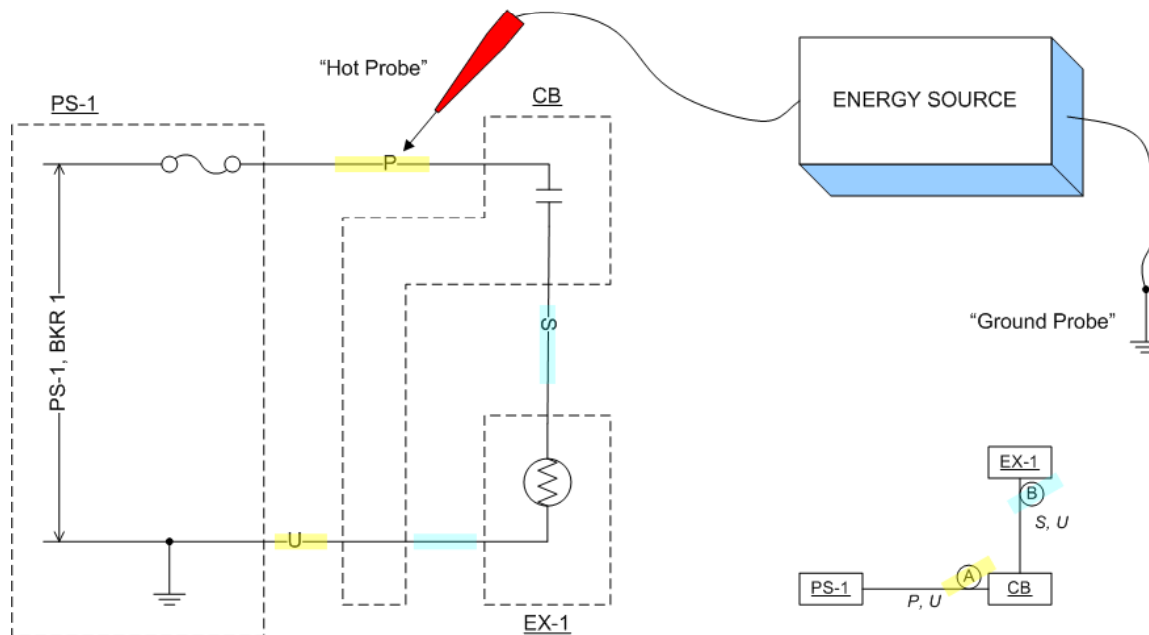 “Hot Probe”
PS-1
CB
ENERGY SOURCE
P
PS-1, BKR 1
S
“Ground Probe”
U
EX-1
EX-1
B
S, U
A
PS-1
P, U
CB